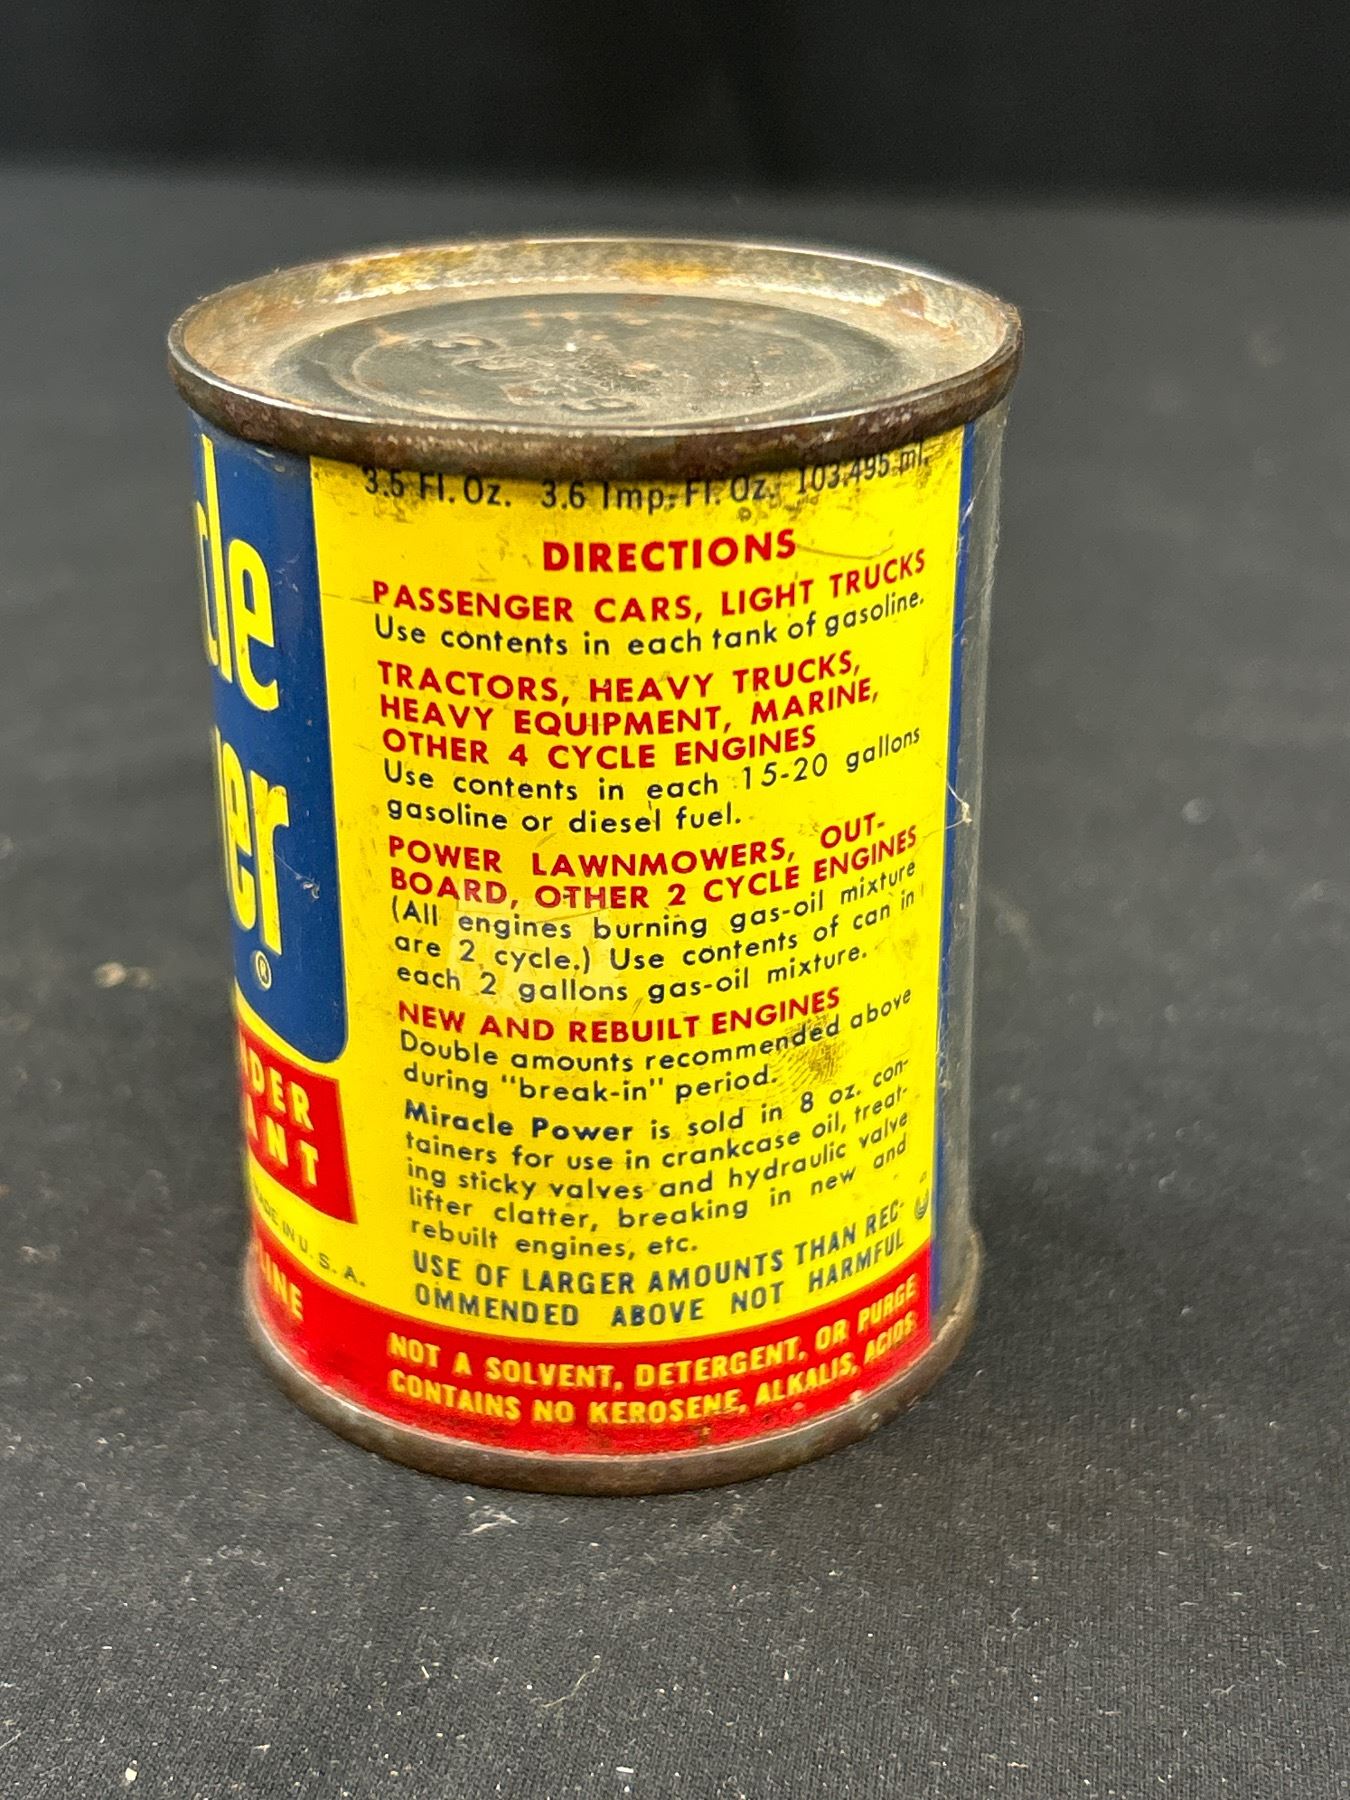 3.5 Fl. Oz. 3.6 Imp. Fl. Oz. 103.495 ml.
DIRECTIONS
PASSENGER CARS, LIGHT TRUCKS
Use contents in each tank of gasoline.
TRACTORS, HEAVY TRUCKS,
HEAVY EQUIPMENT, MARINE,
OTHER 4 CYCLE ENGINES
Use contents in each 15-20 gallons
gasoline or diesel fuel.
POWER LAWNMOWERS, OUT-
BOARD, OTHER 2 CYCLE ENGINES
(All engines burning gas-oil mixture
are 2 cycle.) Use contents of can in
each 2 gallons gas-oil mixture.
NEW AND REBUILT ENGINES
Double amounts recommended above
during "break-in" period.
Miracle Power is sold in 8 oz. con-
tainers for use in crankcase oil, treat-
ing sticky valves and hydraulic valve
lifter clatter, breaking in new and
rebuilt engines, etc.
USE OF LARGER AMOUNTS THAN REC-
OMMENDED ABOVE NOT HARMFUL
NOT A SOLVENT, DETERGENT, OR PURGE
CONTAINS NO KEROSENE, ALKALIS, ACIDS
cle
er
®
DER
ANT
MADE IN U.S.A.
LINE